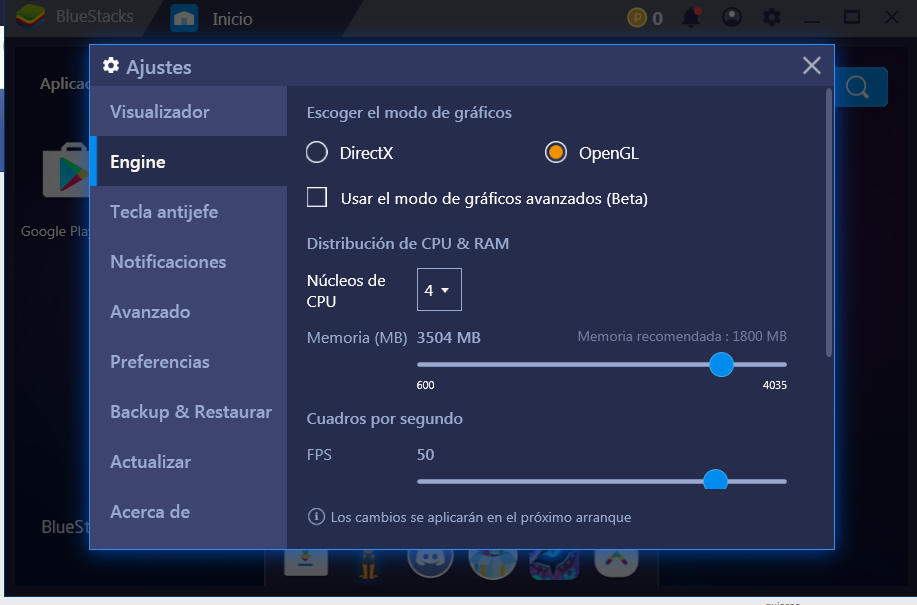 BlueStacks
Inicio
P 0
Ajustes
Aplicac
Visualizador
Engine
Tecla antijefe
Notificaciones
Avanzado
Preferencias
Backup & Restaurar
Actualizar
Acerca de
Google Pla
BlueSt
Escoger el modo de gráficos
DirectX
OpenGL
Usar el modo de gráficos avanzados (Beta)
Distribución de CPU & RAM
Núcleos de
CPU
4
Memoria (MB) 3504 MB
Memoria recomendada : 1800 MB
600
4035
Cuadros por segundo
FPS 50
Los cambios se aplicarán en el próximo arranque